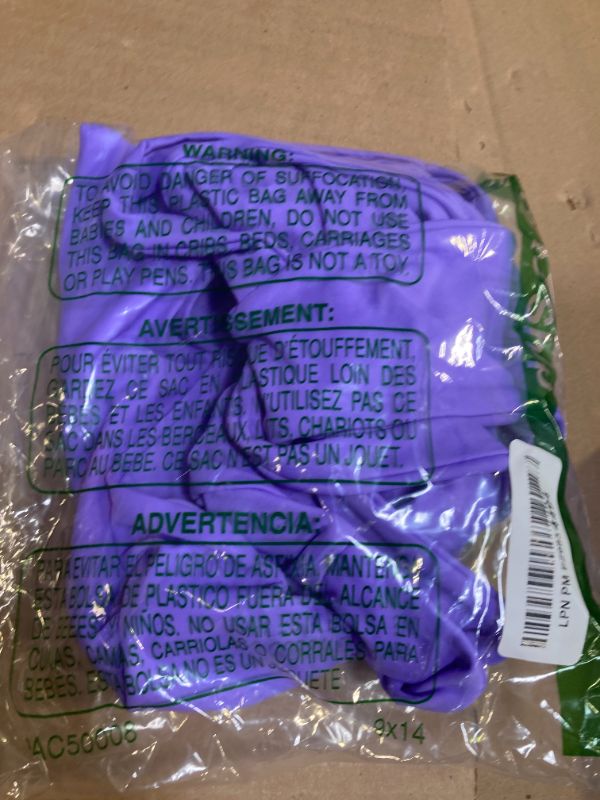 WARNING:
TO AVOID DANGER OF SUFFOCATION,
KEEP THIS PLASTIC BAG AWAY FROM
BABIES AND CHILDREN, DO NOT USE
THIS BAG IN CRIBS, BEDS, CARRIAGES
OR PLAY PENS. THIS BAG IS NOT A TOY.
AVERTISSEMENT:
POUR ÉVITER TOUT RISQUE D'ÉTOUFFEMENT,
GARDEZ CE SAC EN PLASTIQUE LOIN DES
BÉBÉS ET LES ENFANTS. N'UTILISEZ PAS CE
SAC DANS LES BERCEAUX, LITS, CHARIOTS OU
PARC AU BEBE. CE SAC N'EST PAS UN JOUET.
ADVERTENCIA:
PARA EVITAR EL PELIGRO DE ASFIXIA, MANTENGA
ESTA BOLSA DE PLASTICO FUERA DEL ALCANCE
DE BEBES Y NIÑOS. NO USAR ESTA BOLSA EN
CUNAS, CAMAS, CARRIOLAS O CORRALES PARA
BEBES. ESTA BOLSA NO ES UN JUGUETE
AC50608
9x14
LPN PM